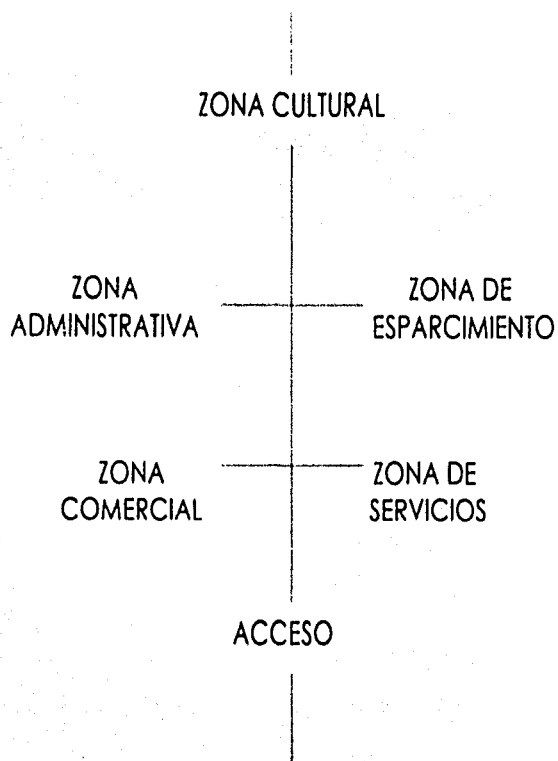 ZONA CULTURAL
ZONA
ADMINISTRATIVA
ZONA DE
ESPARCIMIENTO
ZONA
COMERCIAL
ZONA DE
SERVICIOS
ACCESO